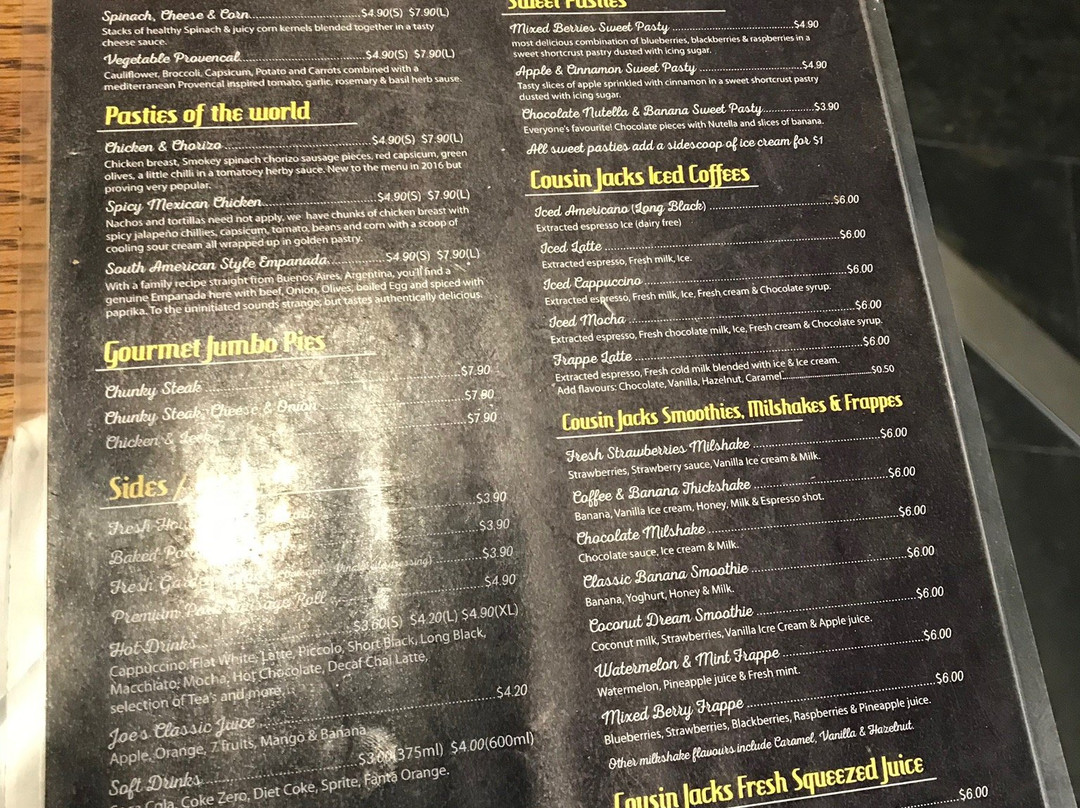 Spinach, Cheese & Corn...$4.90(S) $7.90(L)
Stacks of healthy Spinach & juicy corn kernels blended together in a tasty
cheese sauce.
Vegetable Provencal...$4.90(S) $7.90(L)
Cauliflower, Broccoli, Capsicum, Potato and Carrots combined with a
mediterranean Provencal inspired tomato, garlic, rosemary & basil herb sause.
Pasties of the world
Chicken & Chorizo...$4.90(S) $7.90(L)
Chicken breast, Smokey spinach chorizo sausage pieces, red capsicum, green
olives, a little chilli in a tomatoey herby sauce. New to the menu in 2016 but
proving very popular.
Spicy Mexican Chicken...$4.90(S) $7.90(L)
Nachos and tortillas need not apply, we have chunks of chicken breast with
spicy jalapeño chillies, capsicum, tomato, beans and corn with a scoop of
cooling sour cream all wrapped up in golden pastry.
South American Style Empanada...$4.90(S) $7.90(L)
With a family recipe straight from Buenos Aires, Argentina, you'll find a
genuine Empanada here with beef, Onion, Olives, boiled Egg and spiced with
paprika. To the uninitiated sounds strange, but tastes authentically delicious.
Gourmet Jumbo Pies
Chunky Steak...$7.90
Chunky Steak, Cheese & Onion...$7.80
Chicken &...$7.90
Sides /
Fresh...$3.90
Baked...$3.90
Fresh...$3.90
Premium...Roll...$4.90
Hot Drinks...$3.60(S) $4.20(L) $4.90(XL)
Cappuccino, Flat White, Latte, Piccolo, Short Black, Long Black,
Macchiato, Mocha, Hot Chocolate, Decaf Chai Latte,
selection of Tea's and more.
Joe's Classic Juice...$4.20
Apple, Orange, 7 fruits, Mango & Banana
Soft Drinks...$3.00(375ml) $4.00(600ml)
Cola, Coke Zero, Diet Coke, Sprite, Fanta Orange.
Sweet Pasties
Mixed Berries Sweet Pasty...$4.90
most delicious combination of blueberries, blackberries & raspberries in a
sweet shortcrust pastry dusted with icing sugar.
Apple & Cinnamon Sweet Pasty...$4.90
Tasty slices of apple sprinkled with cinnamon in a sweet shortcrust pastry
dusted with icing sugar.
Chocolate Nutella & Banana Sweet Pasty...$3.90
Everyone's favourite! Chocolate pieces with Nutella and slices of banana.
All sweet pasties add a sidescoop of ice cream for $1
Cousin Jacks Iced Coffees
Iced Americano (Long Black)...$6.00
Extracted espresso Ice (dairy free)
Iced Latte...$6.00
Extracted espresso, Fresh milk, Ice.
Iced Cappuccino...$6.00
Extracted espresso, Fresh milk, Ice, Fresh cream & Chocolate syrup.
Iced Mocha...$6.00
Extracted espresso, Fresh chocolate milk, Ice, Fresh cream & Chocolate syrup.
Frappe Latte...$6.00
Extracted espresso, Fresh cold milk blended with ice & Ice cream.
Add flavours: Chocolate, Vanilla, Hazelnut, Caramel...$0.50
Cousin Jacks Smoothies, Milshakes & Frappes
Fresh Strawberries Milshake...$6.00
Strawberries, Strawberry sauce, Vanilla Ice cream & Milk.
Coffee & Banana Thickshake...$6.00
Banana, Vanilla Ice cream, Honey, Milk & Espresso shot.
Chocolate Milshake...$6.00
Chocolate sauce, Ice cream & Milk.
Classic Banana Smoothie...$6.00
Banana, Yoghurt, Honey & Milk.
Coconut Dream Smoothie...$6.00
Coconut milk, Strawberries, Vanilla Icre Cream & Apple juice.
Watermelon & Mint Frappe...$6.00
Watermelon, Pineapple juice & Fresh mint.
Mixed Berry Frappe...$6.00
Blueberries, Strawberries, Blackberries, Raspberries & Pineapple juice.
Other milkshake flavours include Caramel, Vanilla & Hazelnut.
Cousin Jacks Fresh Squeezed Juice
$6.00